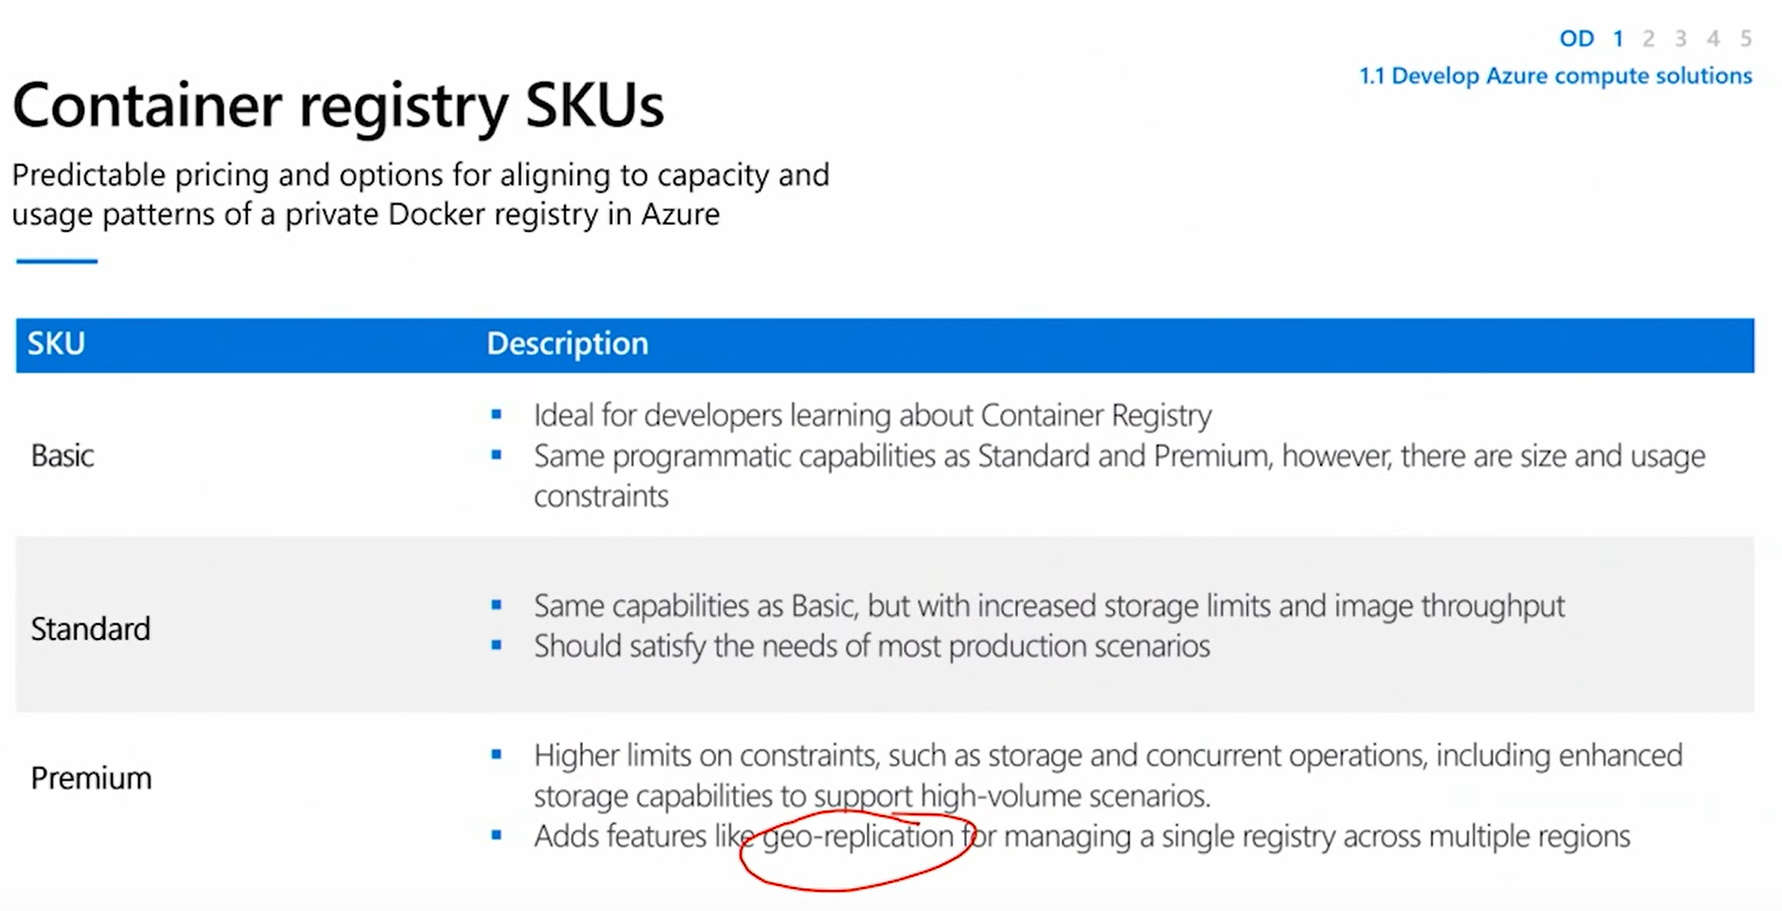 OD 1 2 3 4 5
1.1 Develop Azure compute solutions
Container registry SKUs
Predictable pricing and options for aligning to capacity and
usage patterns of a private Docker registry in Azure
SKU Description
Basic
Ideal for developers learning about Container Registry
Same programmatic capabilities as Standard and Premium, however, there are size and usage
constraints
Standard
Same capabilities as Basic, but with increased storage limits and image throughput
Should satisfy the needs of most production scenarios
Premium
Higher limits on constraints, such as storage and concurrent operations, including enhanced
storage capabilities to support high-volume scenarios.
Adds features like geo-replication for managing a single registry across multiple regions